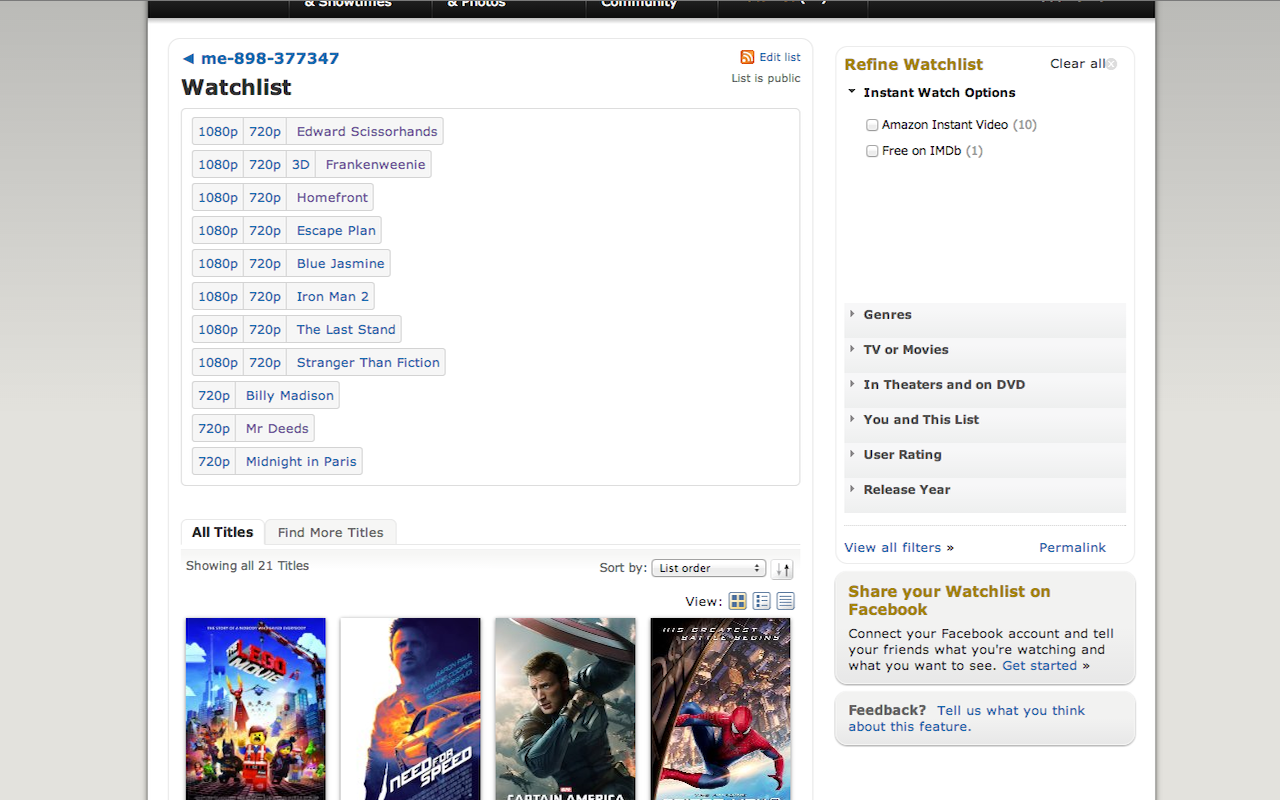 & Showtimes & Photos Community
me-898-377347
Edit list
Watchlist
List is public
1080p 720p Edward Scissorhands
1080p 720p 3D Frankenweenie
1080p 720p Homefront
1080p 720p Escape Plan
1080p 720p Blue Jasmine
1080p 720p Iron Man 2
1080p 720p The Last Stand
1080p 720p Stranger Than Fiction
720p Billy Madison
720p Mr Deeds
720p Midnight in Paris
All Titles Find More Titles
Showing all 21 Titles
Sort by: List order
View:
THE LEGO MOVIE
AARON PAUL
DOMINIC COOPER
SCOTT MESCUDI
NEED FOR SPEED
MARVEL
CAPTAIN AMERICA
HIS GREATEST
BATTLE BEGINS
Refine Watchlist
Clear all
Instant Watch Options
Amazon Instant Video (10)
Free on IMDb (1)
Genres
TV or Movies
In Theaters and on DVD
You and This List
User Rating
Release Year
View all filters »
Permalink
Share your Watchlist on
Facebook
Connect your Facebook account and tell
your friends what you're watching and
what you want to see. Get started »
Feedback? Tell us what you think
about this feature.